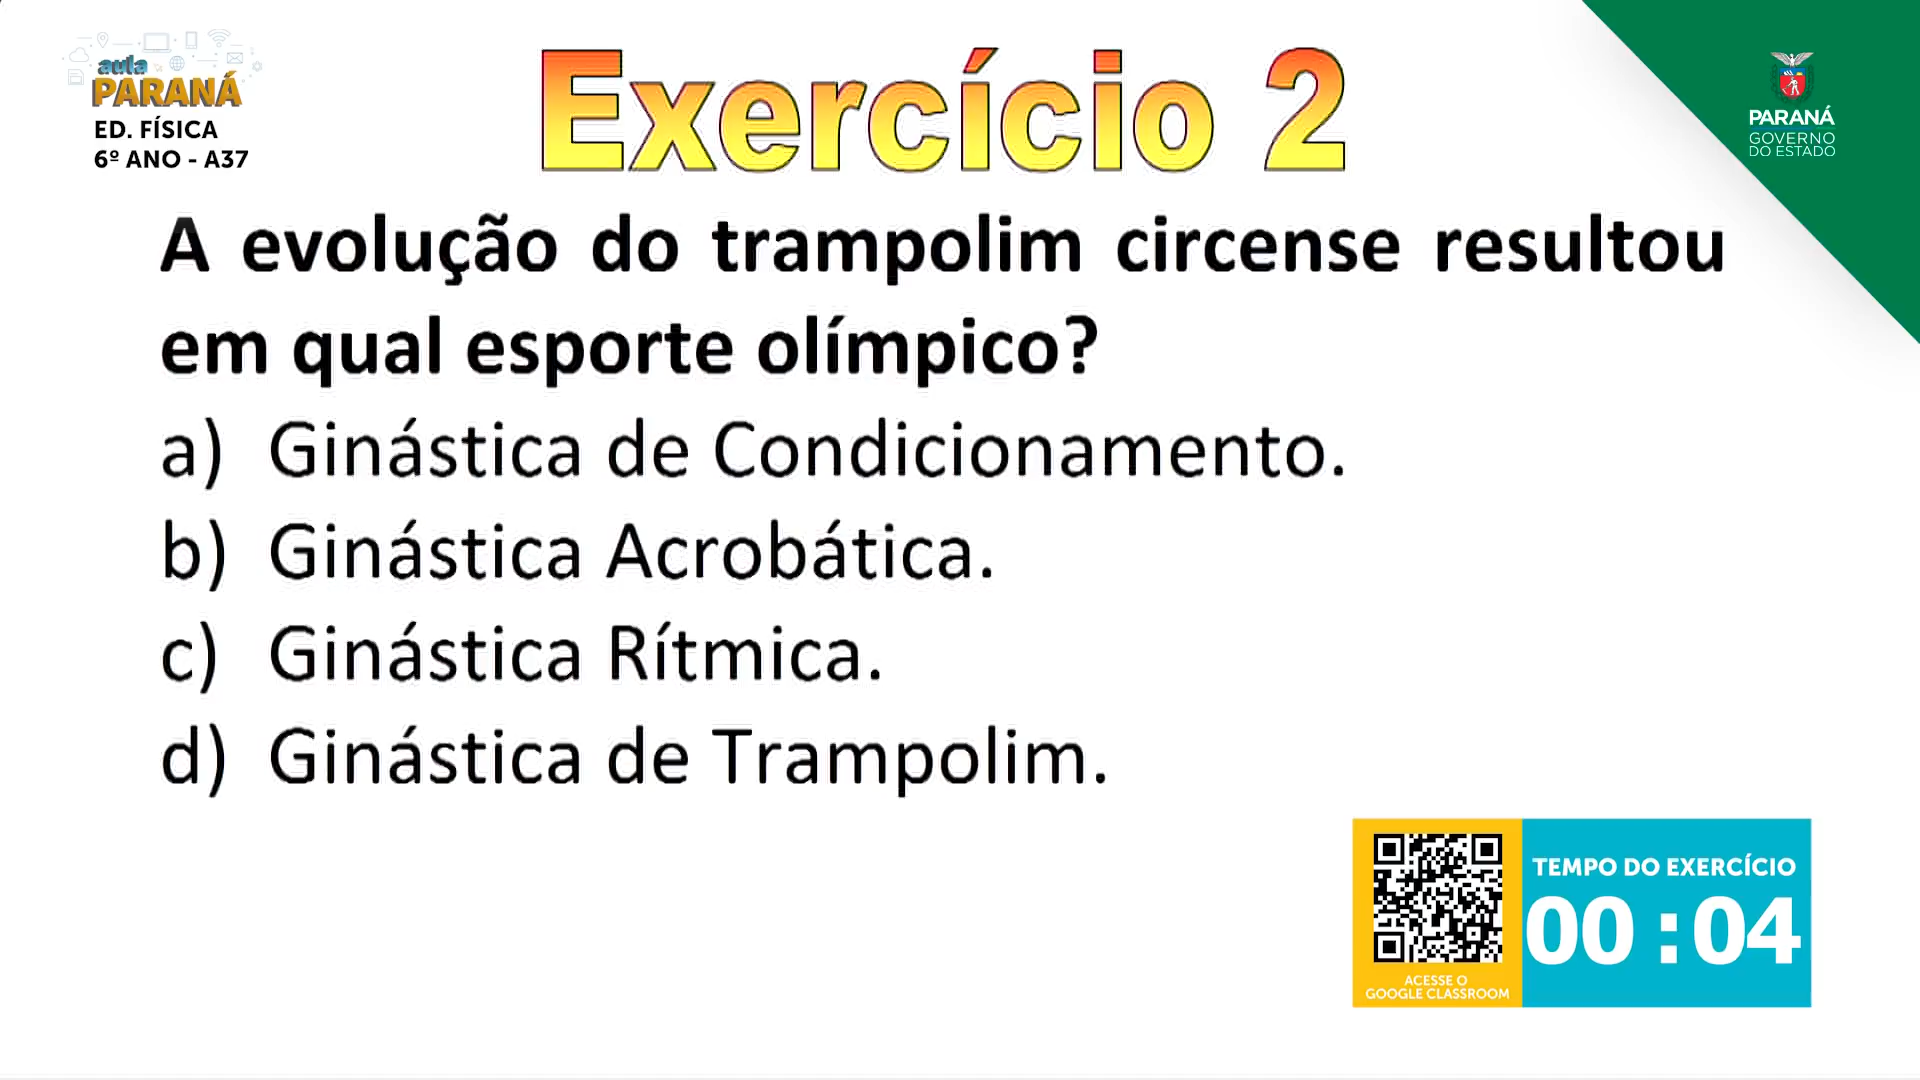 aula
PARANÁ
ED. FÍSICA
6º ANO - A37
Exercício 2
PARANÁ
GOVERNO
DO ESTADO
A evolução do trampolim circense resultou
em qual esporte olímpico?
a) Ginástica de Condicionamento.
b) Ginástica Acrobática.
c) Ginástica Rítmica.
d) Ginástica de Trampolim.
TEMPO DO EXERCÍCIO
00:04
ACESSE O
GOOGLE CLASSROOM